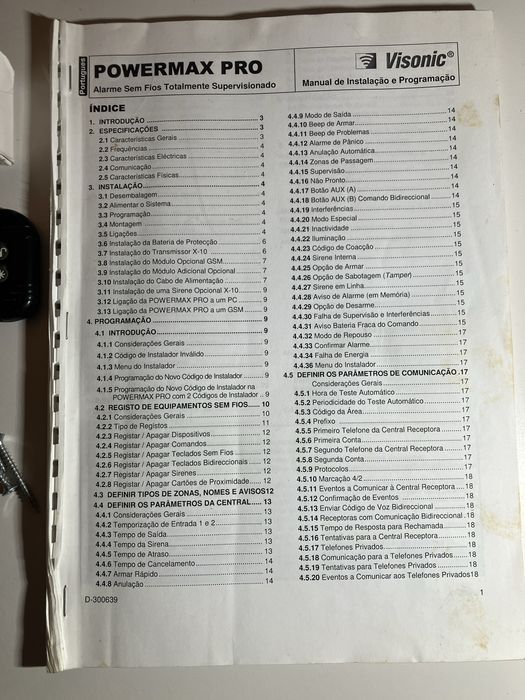 Portugues
POWERMAX PRO
Alarme Sem Fios Totalmente Supervisionado
Visonic®
Manual de Instalação e Programação
ÍNDICE
1. INTRODUÇÃO ... 3
2. ESPECIFICAÇÕES ... 3
2.1 Características Gerais ... 3
2.2 Frequências ... 4
2.3 Características Eléctricas ... 4
2.4 Comunicação ... 4
2.5 Características Físicas ... 4
3. INSTALAÇÃO ... 4
3.1 Desembalagem ... 4
3.2 Alimentar o Sistema ... 4
3.3 Programação ... 4
3.4 Montagem ... 4
3.5 Ligações ... 4
3.6 Instalação da Bateria de Protecção ... 6
3.7 Instalação do Transmissor X-10 ... 6
3.8 Instalação do Módulo Opcional GSM ... 7
3.9 Instalação do Módulo Adicional Opcional ... 7
3.10 Instalação do Cabo de Alimentação ... 7
3.11 Instalação de uma Sirene Opcional X-10 ... 9
3.12 Ligação da POWERMAX PRO a um PC ... 9
3.13 Ligação da POWERMAX PRO a um GSM ... 9
4. PROGRAMAÇÃO ... 9
4.1 INTRODUÇÃO ... 9
4.1.1 Considerações Gerais ... 9
4.1.2 Código de Instalador Inválido ... 9
4.1.3 Menu do Instalador ... 9
4.1.4 Programação do Novo Código de Instalador ... 9
4.1.5 Programação do Novo Código de Instalador na
POWERMAX PRO com 2 Códigos de Instalador .. 9
4.2 REGISTO DE EQUIPAMENTOS SEM FIOS ... 10
4.2.1 Considerações Gerais ... 10
4.2.2 Tipo de Registos ... 11
4.2.3 Registar / Apagar Dispositivos ... 12
4.2.4 Registar / Apagar Comandos ... 12
4.2.5 Registar / Apagar Teclados Sem Fios ... 12
4.2.6 Registar / Apagar Teclados Bidireccionais ... 12
4.2.7 Registar / Apagar Sirenes ... 12
4.2.8 Registar / Apagar Cartões de Proximidade ... 12
4.3 DEFINIR TIPOS DE ZONAS, NOMES E AVISOS12
4.4 DEFINIR OS PARÂMETROS DA CENTRAL ... 13
4.4.1 Considerações Gerais ... 13
4.4.2 Temporização de Entrada 1 e 2 ... 13
4.4.3 Tempo de Saída ... 13
4.4.4 Tempo da Sirena ... 13
4.4.5 Tempo de Atraso ... 13
4.4.6 Tempo de Cancelamento ... 14
4.4.7 Armar Rápido ... 14
4.4.8 Anulação ... 14
4.4.9 Modo de Saída ... 14
4.4.10 Beep de Armar ... 14
4.4.11 Beep de Problemas ... 14
4.4.12 Alarme de Pânico ... 14
4.4.13 Anulação Automática ... 14
4.4.14 Zonas de Passagem ... 14
4.4.15 Supervisão ... 14
4.4.16 Não Pronto ... 14
4.4.17 Botão AUX (A) ... 14
4.4.18 Botão AUX (B) Comando Bidireccional ... 14
4.4.19 Interferências ... 15
4.4.20 Modo Especial ... 15
4.4.21 Inactividade ... 15
4.4.22 Iluminação ... 15
4.4.23 Código de Coacção ... 15
4.4.24 Sirene Interna ... 15
4.4.25 Opção de Armar ... 15
4.4.26 Opção de Sabotagem (Tamper) ... 15
4.4.27 Sirene em Linha ... 15
4.4.28 Aviso de Alarme (em Memória) ... 15
4.4.29 Opção de Desarme ... 15
4.4.30 Falha de Supervisão e Interferências ... 15
4.4.31 Aviso Bateria Fraca do Comando ... 15
4.4.32 Modo de Repouso ... 17
4.4.33 Confirmar Alarme ... 17
4.4.34 Falha de Energia ... 17
4.4.36 Menu do Instalador ... 17
4.5 DEFINIR OS PARÂMETROS DE COMUNICAÇÃO .17
Considerações Gerais ... 17
4.5.1 Hora de Teste Automático ... 17
4.5.2 Periodicidade do Teste Automático ... 17
4.5.3 Código da Área ... 17
4.5.4 Prefixo ... 17
4.5.5 Primeiro Telefone da Central Receptora ... 17
4.5.6 Primeira Conta ... 17
4.5.7 Segundo Telefone da Central Receptora ... 17
4.5.8 Segunda Conta ... 17
4.5.9 Protocolos ... 17
4.5.10 Marcação 4/2 ... 18
4.5.11 Eventos a Comunicar à Central Receptora ... 18
4.5.12 Confirmação de Eventos ... 18
4.5.13 Enviar Código de Voz Bidireccional ... 18
4.5.14 Receptoras com Comunicação Bidireccional . 18
4.5.15 Tempo de Resposta para Rechamada ... 18
4.5.16 Tentativas para a Central Receptora ... 18
4.5.17 Telefones Privados ... 18
4.5.18 Comunicação para a Telefones Privados ... 18
4.5.19 Tentativas para Telefones Privados ... 18
4.5.20 Eventos a Comunicar aos Telefones Privados18
D-300639
1